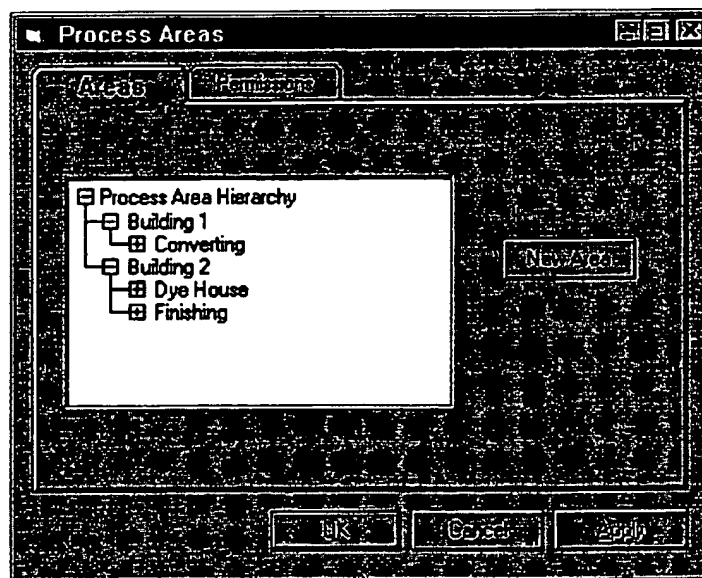 Process Areas
Areas
Permissions
Process Area Hierarchy
Building 1
Converting
Building 2
Dye House
Finishing
New Area
OK
Cancel
Apply